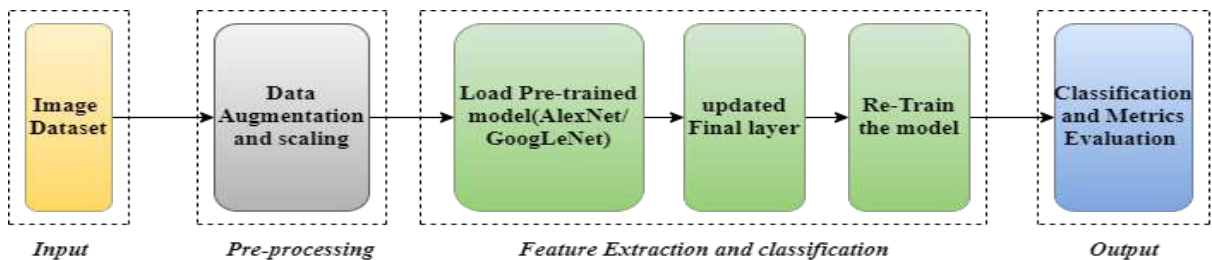 Image
Dataset
Data
Augmentation
and scaling
Load Pre-trained
model(AlexNet/
GoogLeNet)
updated
Final layer
Re-Train
the model
Classification
and Metrics
Evaluation
Input
Pre-processing
Feature Extraction and classification
Output